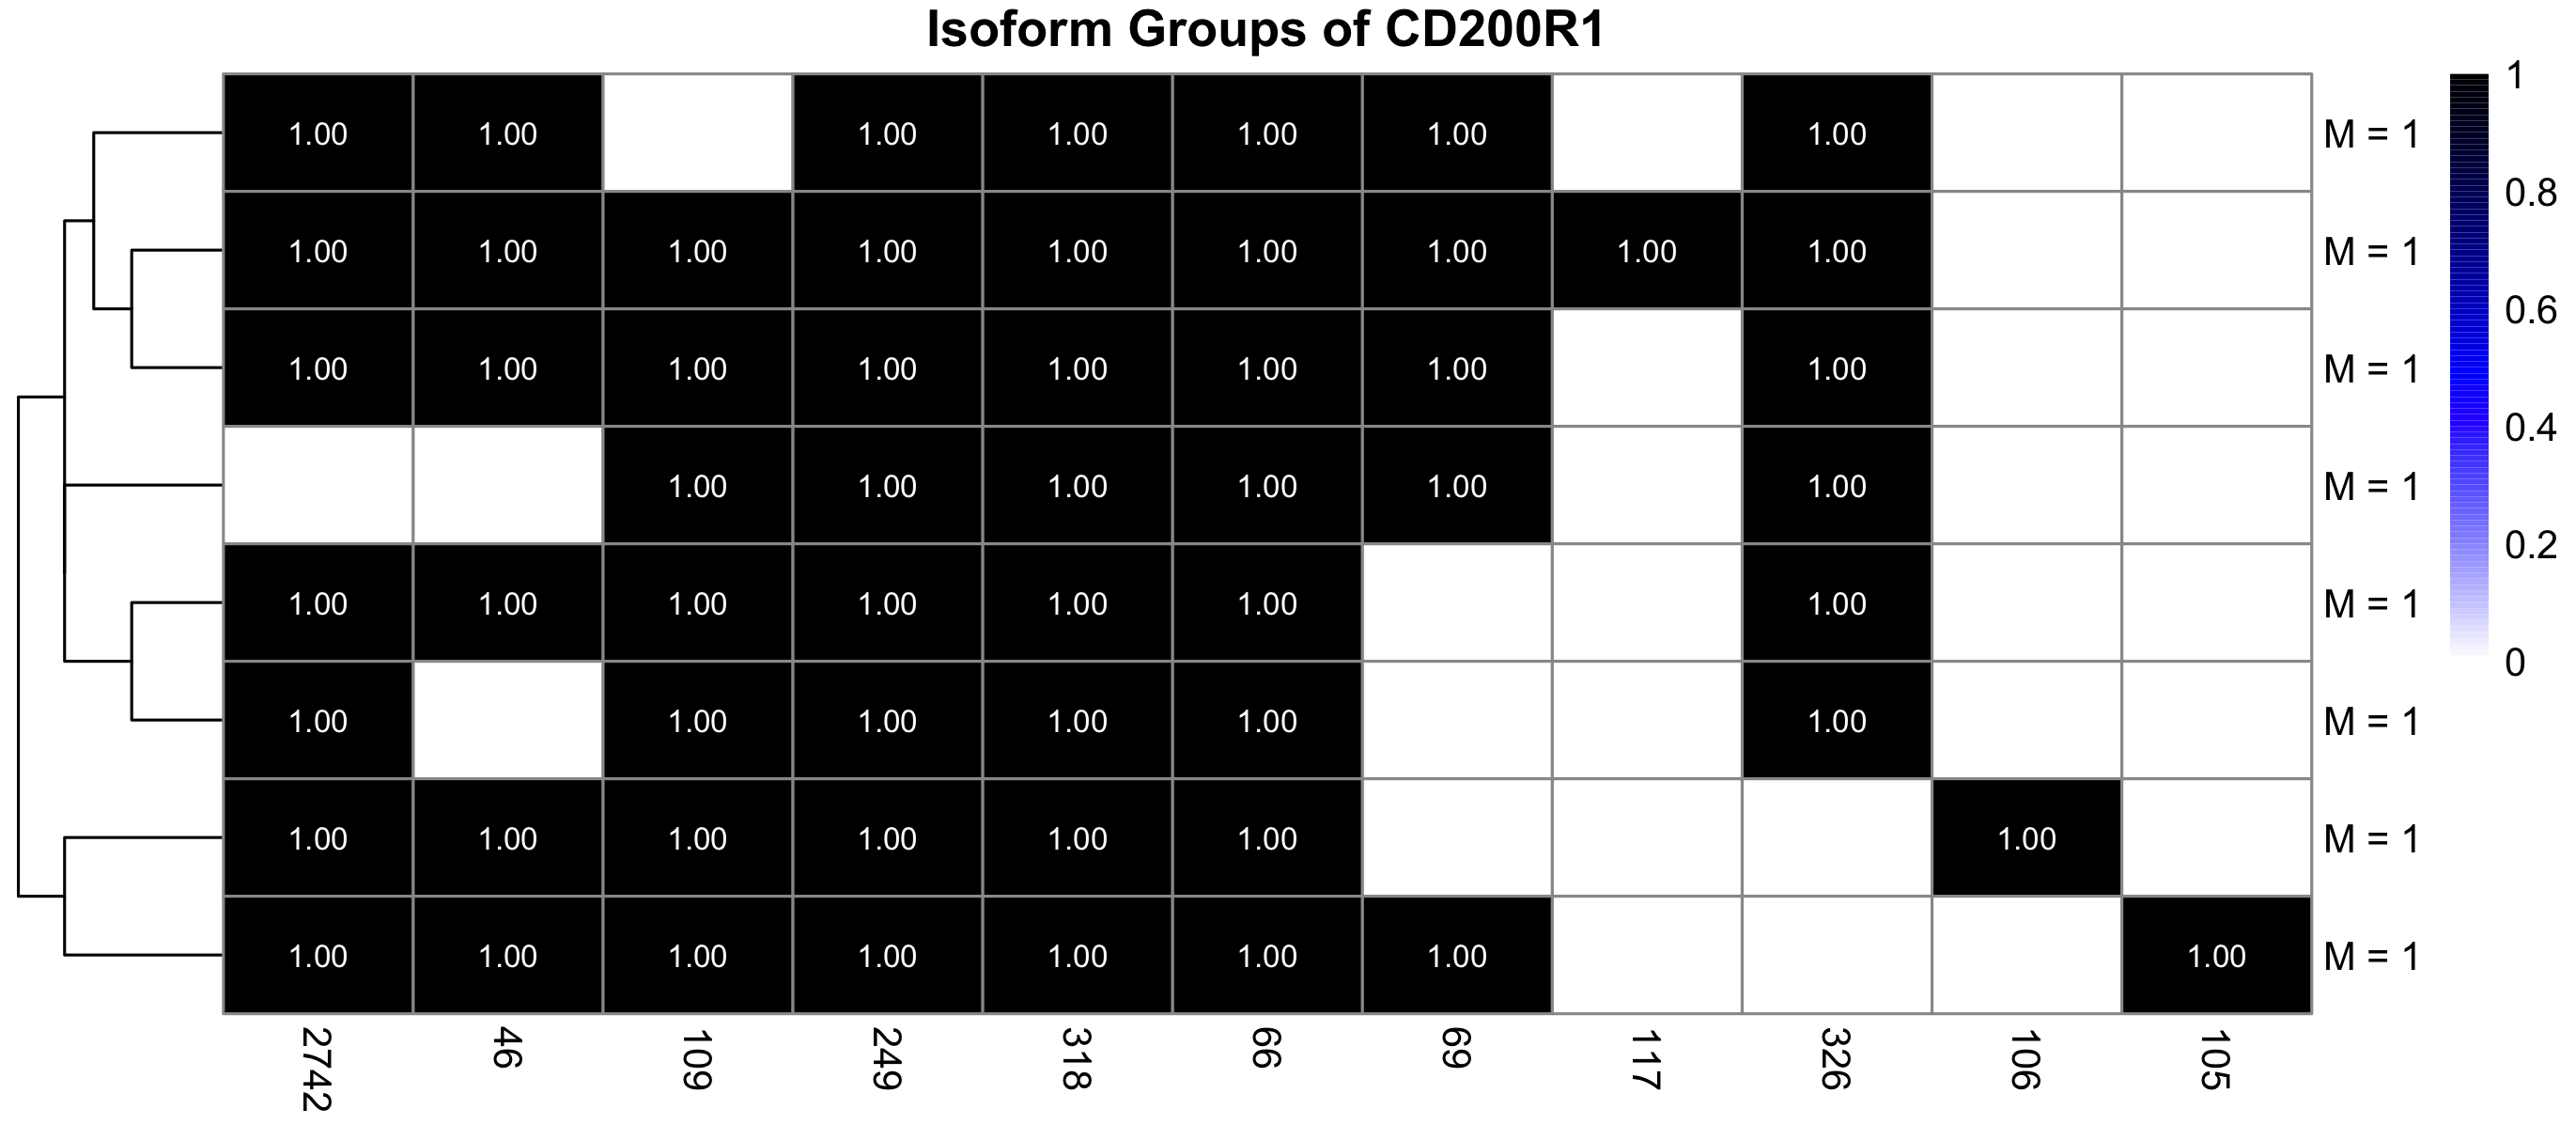 Isoform Groups of CD200R1
1.00 1.00 1.00 1.00 1.00 1.00 1.00 M = 1
1.00 1.00 1.00 1.00 1.00 1.00 1.00 1.00 1.00 M = 1
1.00 1.00 1.00 1.00 1.00 1.00 1.00 1.00 M = 1
1.00 1.00 1.00 1.00 1.00 1.00 M = 1
1.00 1.00 1.00 1.00 1.00 1.00 1.00 M = 1
1.00 1.00 1.00 1.00 1.00 1.00 M = 1
1.00 1.00 1.00 1.00 1.00 1.00 1.00 M = 1
1.00 1.00 1.00 1.00 1.00 1.00 1.00 1.00 M = 1
2742 46 109 249 318 66 69 117 326 106 105
1
0.8
0.6
0.4
0.2
0